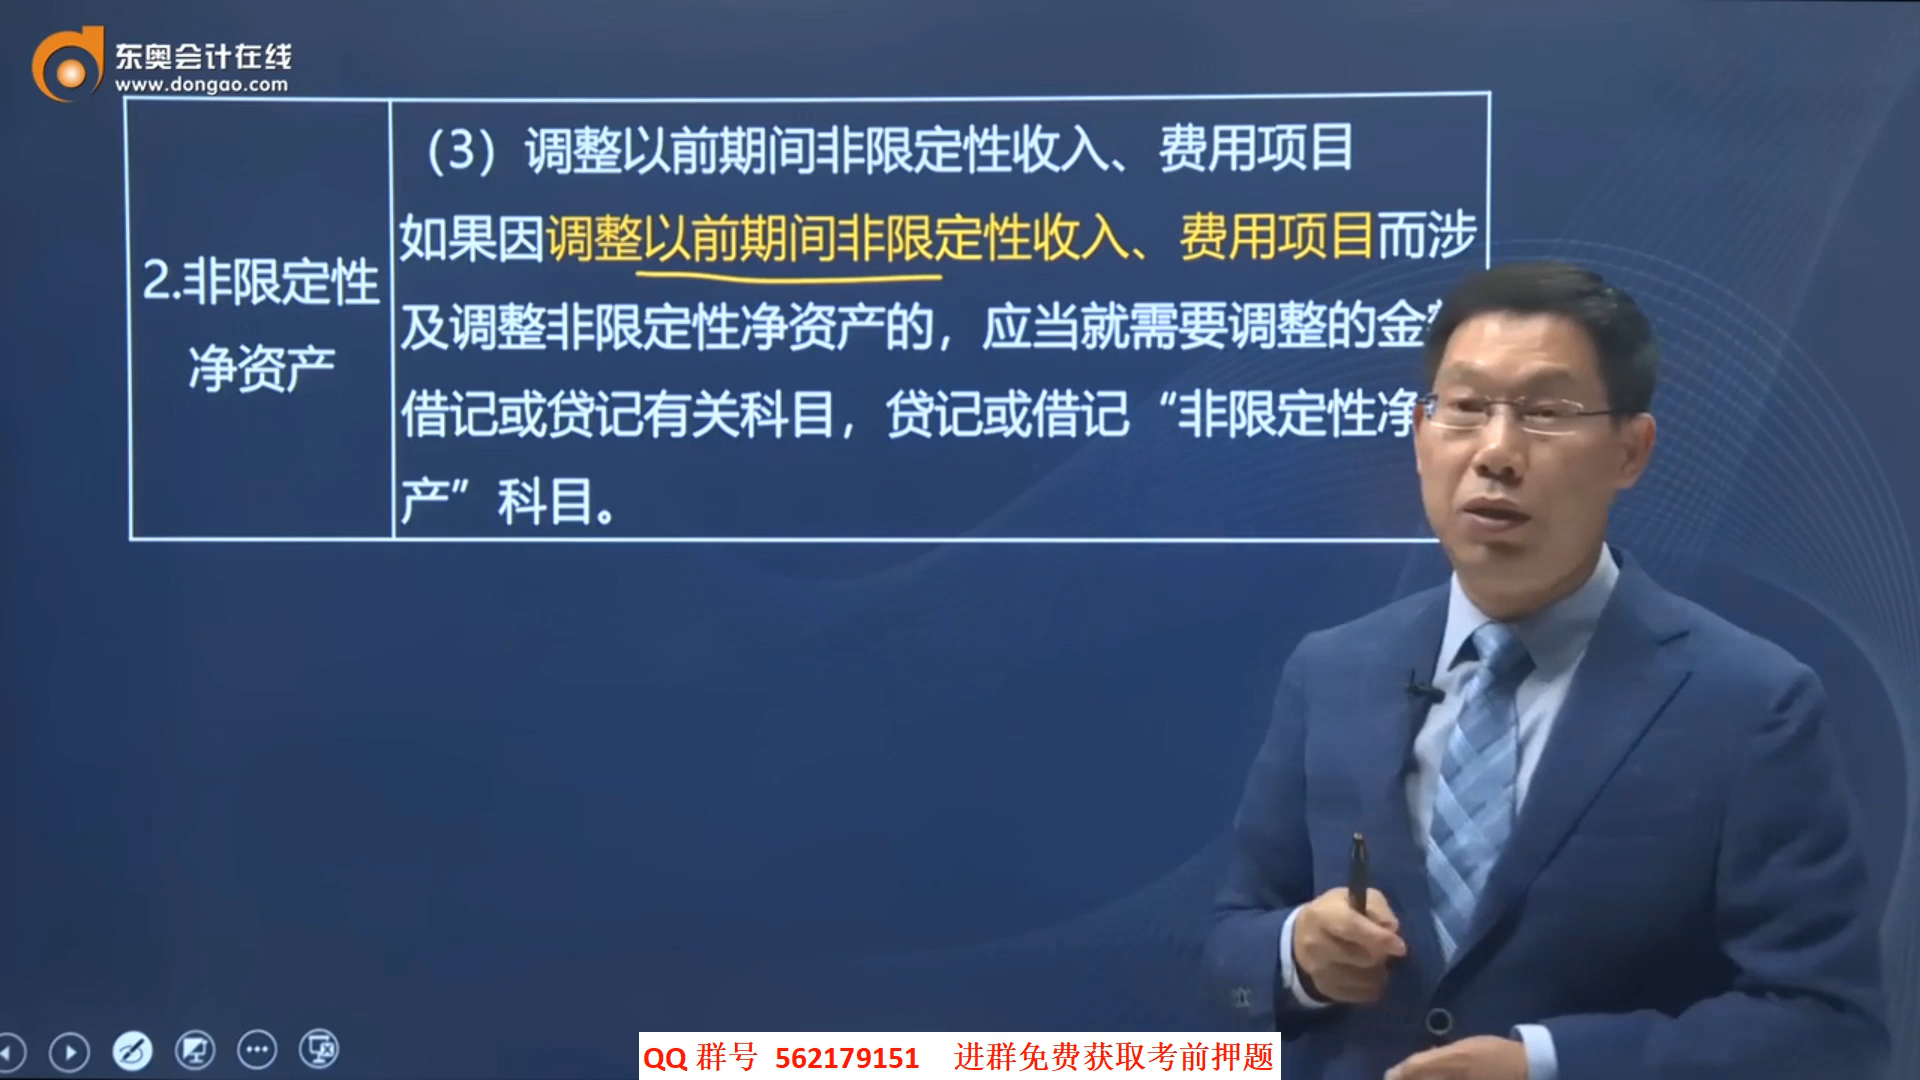 东奥会计在线
www.dongao.com
（3）调整以前期间非限定性收入、费用项目
如果因调整以前期间非限定性收入、费用项目而涉
2.非限定性
净资产
及调整非限定性净资产的，应当就需要调整的金
借记或贷记有关科目，贷记或借记“非限定性净
产”科目。
QQ 群号 562179151 进群免费获取考前押题